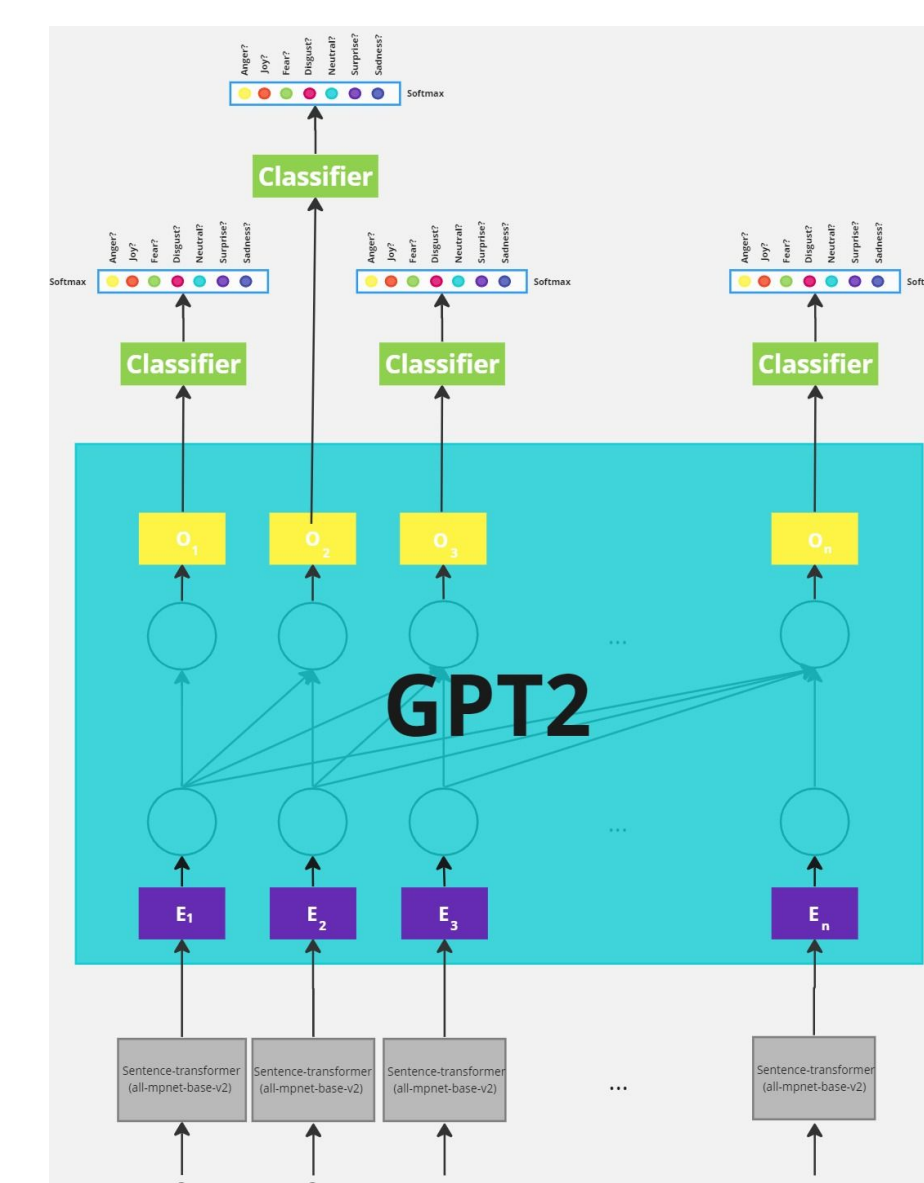 Anger? Joy? Fear? Disgust? Neutral? Surprise? Sadness?
Softmax
Classifier
Anger? Joy? Fear? Disgust? Neutral? Surprise? Sadness?
Softmax
Anger? Joy? Fear? Disgust? Neutral? Surprise? Sadness?
Softmax
Anger? Joy? Fear? Disgust? Neutral? Surprise? Sadness?
Soft
Classifier
Classifier
Classifier
O1
O2
O3
On
...
GPT2
...
E1
E2
E3
En
Sentence-transformer
(all-mpnet-base-v2)
Sentence-transformer
(all-mpnet-base-v2)
Sentence-transformer
(all-mpnet-base-v2)
...
Sentence-transformer
(all-mpnet-base-v2)